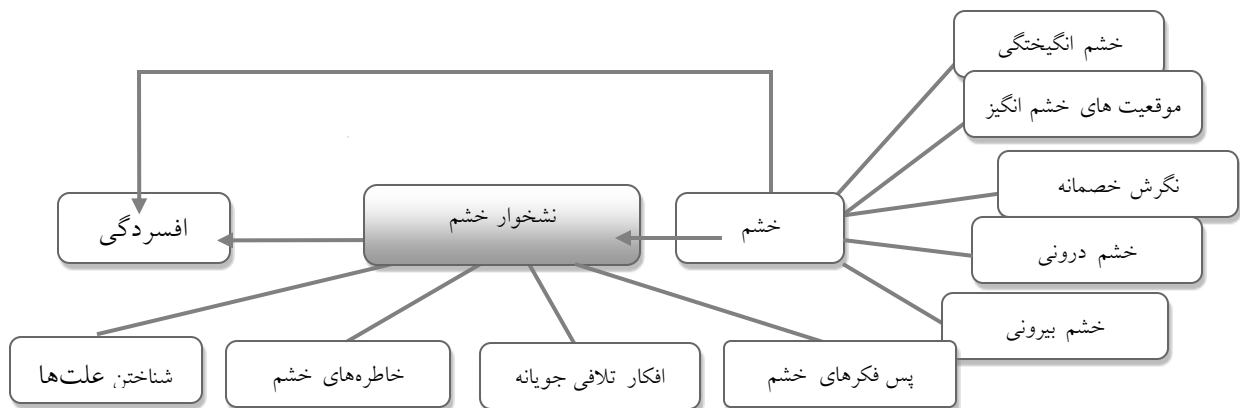 خشم انگیختگی
موقعیت های خشم انگیز
نگرش خصمانه
خشم درونی
خشم بیرونی
خشم
نشخوار خشم
افسردگی
پس فکرهای خشم
افکار تلافی جویانه
خاطره‌های خشم
شناختن علت‌ها